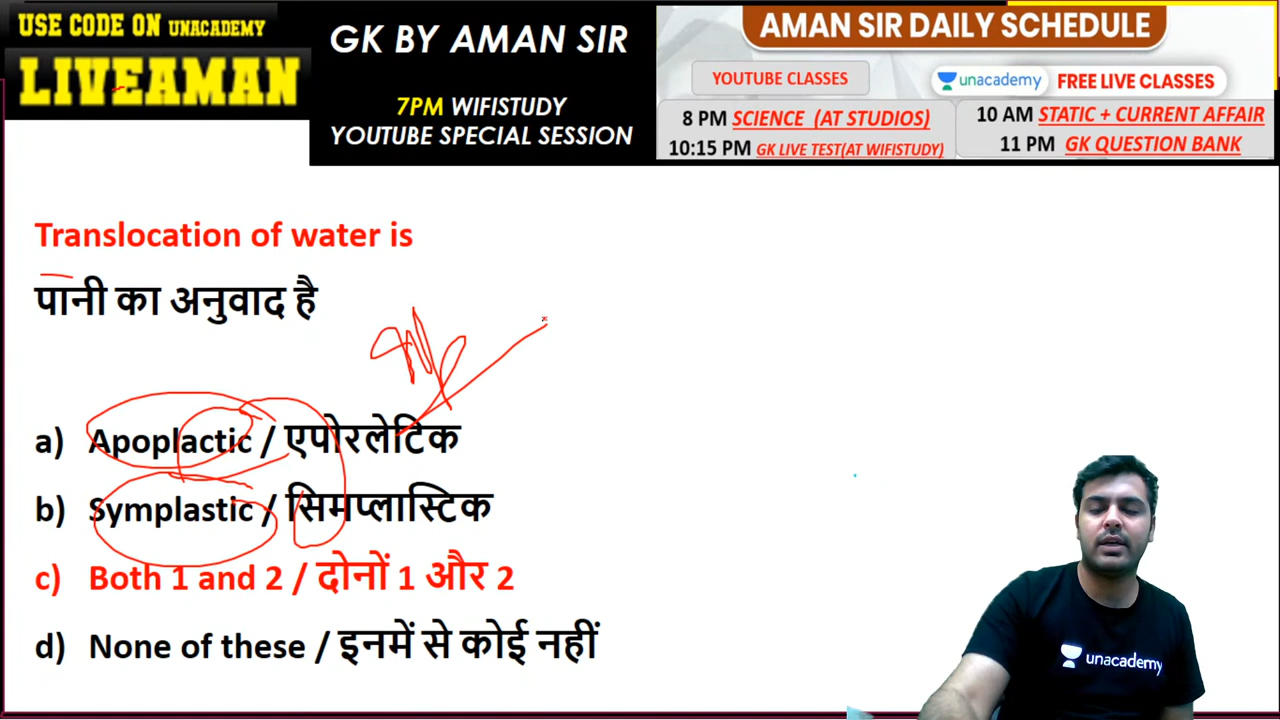 USE CODE ON UNACADEMY
LIVEAMAN
GK BY AMAN SIR
7PM WIFISTUDY
YOUTUBE SPECIAL SESSION
AMAN SIR DAILY SCHEDULE
YOUTUBE CLASSES
unacademy FREE LIVE CLASSES
8 PM SCIENCE (AT STUDIOS)
10:15 PM GK LIVE TEST(AT WIFISTUDY)
10 AM STATIC + CURRENT AFFAIR
11 PM GK QUESTION BANK
Translocation of water is
पानी का अनुवाद है
a) Apoplactic / एपोरलेटिक
b) Symplastic / सिमप्लास्टिक
c) Both 1 and 2 / दोनों 1 और 2
d) None of these / इनमें से कोई नहीं
unacademy